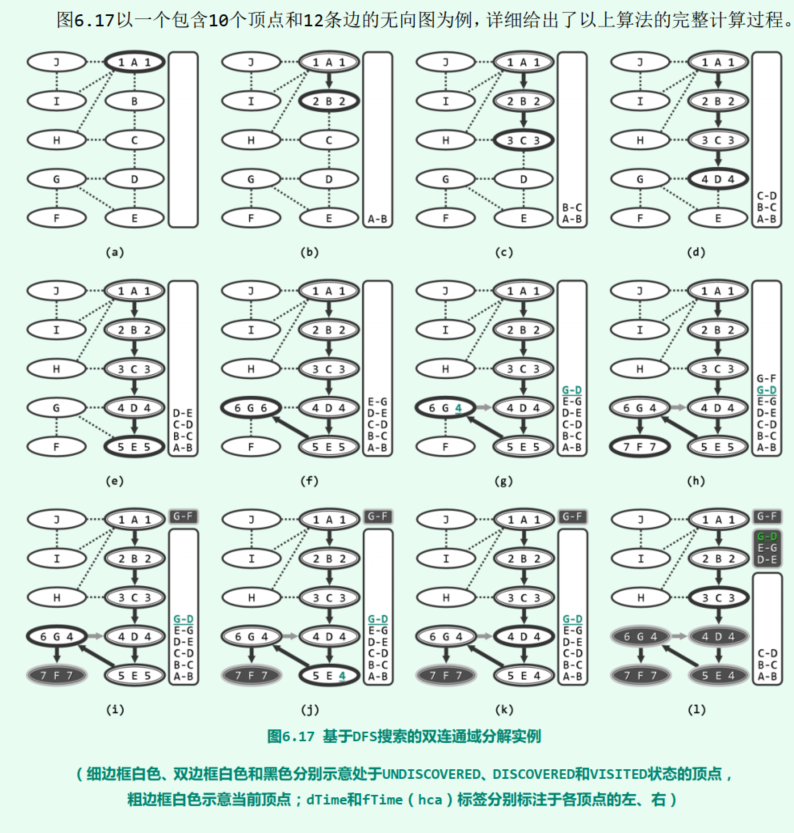 图6.17以一个包含10个顶点和12条边的无向图为例，详细给出了以上算法的完整计算过程。
J 1 A 1
I B
H C
G D
F E
(a)
J 1 A 1
I 2 B 2
H C
G D
F E
A-B
(b)
J 1 A 1
I 2 B 2
H 3 C 3
G D
F E
B-C
A-B
(c)
J 1 A 1
I 2 B 2
H 3 C 3
G 4 D 4
F E
C-D
B-C
A-B
(d)
J 1 A 1
I 2 B 2
H 3 C 3
G 4 D 4
F 5 E 5
D-E
C-D
B-C
A-B
(e)
J 1 A 1
I 2 B 2
H 3 C 3
6 G 6 4 D 4
F 5 E 5
E-G
D-E
C-D
B-C
A-B
(f)
J 1 A 1
I 2 B 2
H 3 C 3
6 G 4 4 D 4
F 5 E 5
G-D
E-G
D-E
C-D
B-C
A-B
(g)
J 1 A 1
I 2 B 2
H 3 C 3
6 G 4 4 D 4
7 F 7 5 E 5
G-F
G-D
E-G
D-E
C-D
B-C
A-B
(h)
J 1 A 1
I 2 B 2
H 3 C 3
6 G 4 4 D 4
7 F 7 5 E 5
G-F
G-D
E-G
D-E
C-D
B-C
A-B
(i)
J 1 A 1
I 2 B 2
H 3 C 3
6 G 4 4 D 4
7 F 7 5 E 4
G-F
G-D
E-G
D-E
C-D
B-C
A-B
(j)
J 1 A 1
I 2 B 2
H 3 C 3
6 G 4 4 D 4
7 F 7 5 E 4
G-F
G-D
E-G
D-E
C-D
B-C
A-B
(k)
J 1 A 1
I 2 B 2
H 3 C 3
6 G 4 4 D 4
7 F 7 5 E 4
G-F
G-D
E-G
D-E
C-D
B-C
A-B
(l)
图6.17 基于DFS搜索的双连通域分解实例
（细边框白色、双边框白色和黑色分别示意处于UNDISCOVERED、DISCOVERED和VISITED状态的顶点，
粗边框白色示意当前顶点；dTime和fTime（hca）标签分别标注于各顶点的左、右）